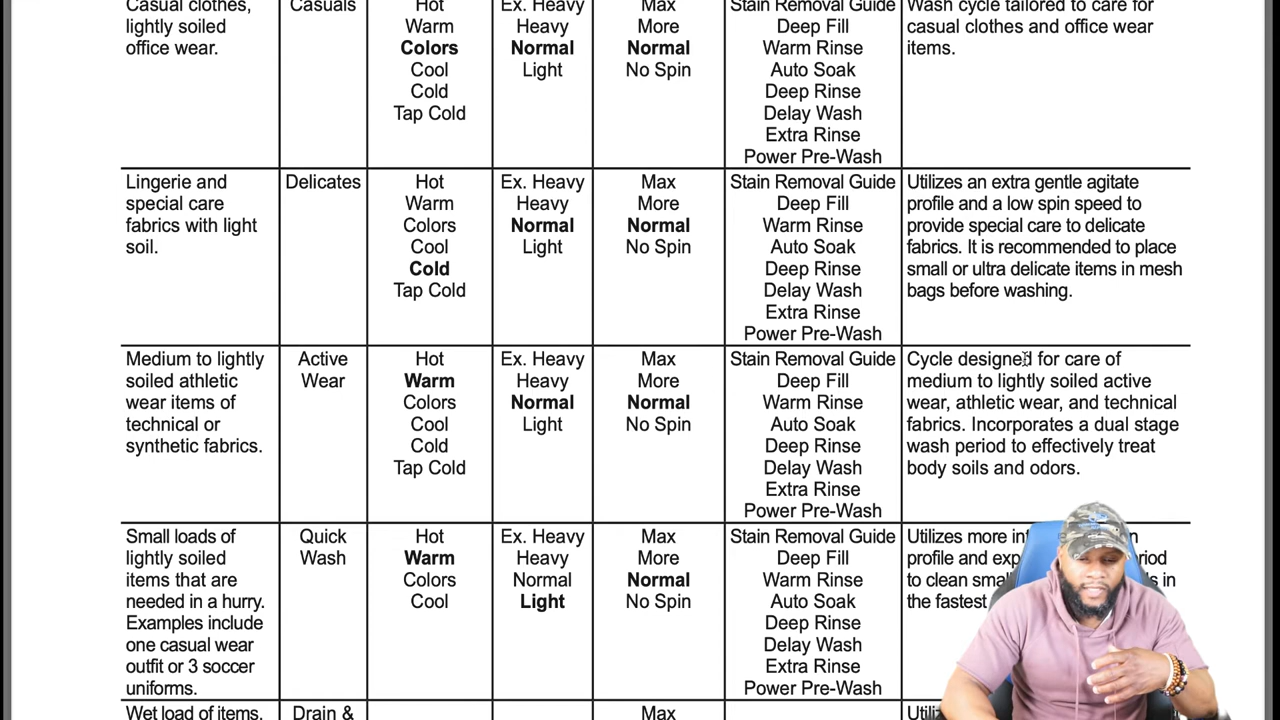 Casual clothes,
lightly soiled
office wear.
Casuals
Hot
Warm
Colors
Cool
Cold
Tap Cold
Ex. Heavy
Heavy
Normal
Light
Max
More
Normal
No Spin
Stain Removal Guide
Deep Fill
Warm Rinse
Auto Soak
Deep Rinse
Delay Wash
Extra Rinse
Power Pre-Wash
Wash cycle tailored to care for
casual clothes and office wear
items.
Lingerie and
special care
fabrics with light
soil.
Delicates
Hot
Warm
Colors
Cool
Cold
Tap Cold
Ex. Heavy
Heavy
Normal
Light
Max
More
Normal
No Spin
Stain Removal Guide
Deep Fill
Warm Rinse
Auto Soak
Deep Rinse
Delay Wash
Extra Rinse
Power Pre-Wash
Utilizes an extra gentle agitate
profile and a low spin speed to
provide special care to delicate
fabrics. It is recommended to place
small or ultra delicate items in mesh
bags before washing.
Medium to lightly
soiled athletic
wear items of
technical or
synthetic fabrics.
Active
Wear
Hot
Warm
Colors
Cool
Cold
Tap Cold
Ex. Heavy
Heavy
Normal
Light
Max
More
Normal
No Spin
Stain Removal Guide
Deep Fill
Warm Rinse
Auto Soak
Deep Rinse
Delay Wash
Extra Rinse
Power Pre-Wash
Cycle designed for care of
medium to lightly soiled active
wear, athletic wear, and technical
fabrics. Incorporates a dual stage
wash period to effectively treat
body soils and odors.
Small loads of
lightly soiled
items that are
needed in a hurry.
Examples include
one casual wear
outfit or 3 soccer
uniforms.
Quick
Wash
Hot
Warm
Colors
Cool
Ex. Heavy
Heavy
Normal
Light
Max
More
Normal
No Spin
Stain Removal Guide
Deep Fill
Warm Rinse
Auto Soak
Deep Rinse
Delay Wash
Extra Rinse
Power Pre-Wash
Utilizes more
profile and
to clean in
the fastest
Wet load of items.
Drain &
Max